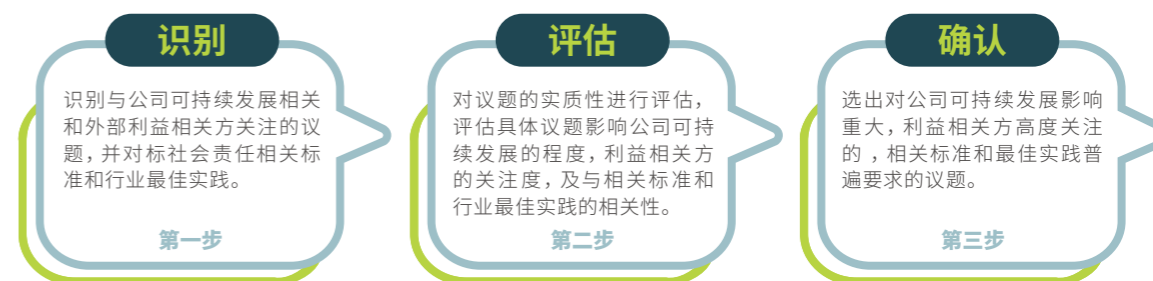 识别
识别与公司可持续发展相关
和外部利益相关方关注的议
题，并对标社会责任相关标
准和行业最佳实践。
第一步
评估
对议题的实质性进行评估，
评估具体议题影响公司可持
续发展的程度，利益相关方
的关注度，及与相关标准和
行业最佳实践的相关性。
第二步
确认
选出对公司可持续发展影响
重大，利益相关方高度关注
的 ，相关标准和最佳实践普
遍要求的议题。
第三步